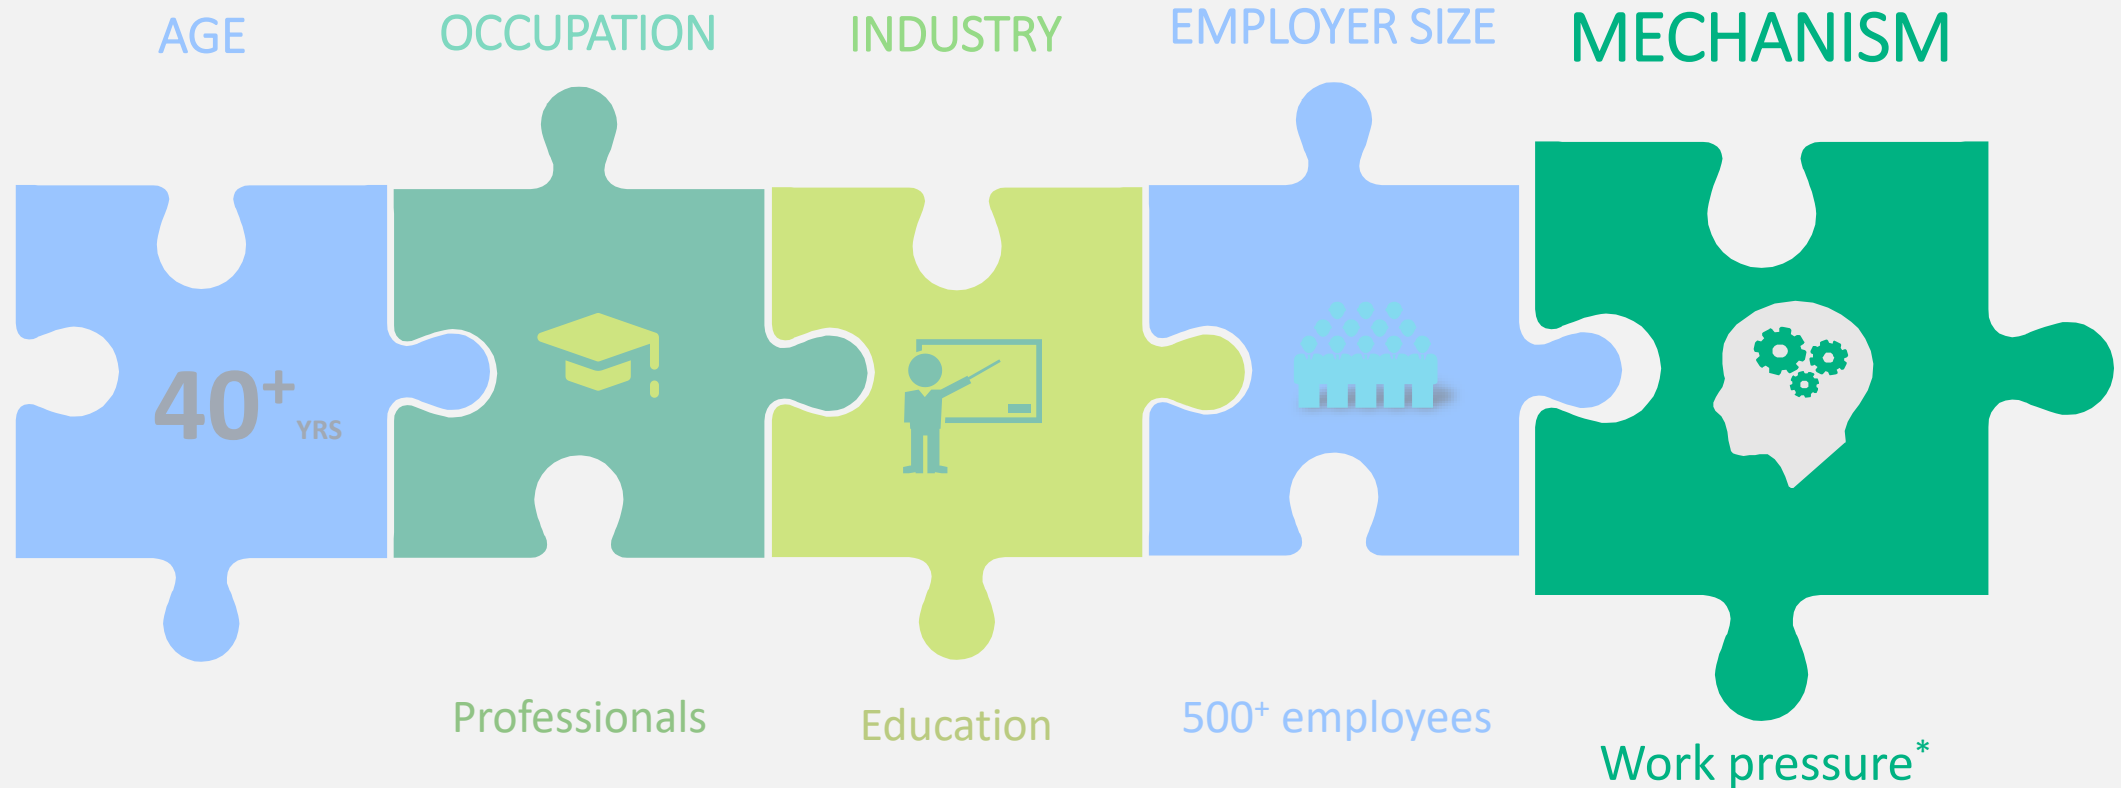 AGE
OCCUPATION
INDUSTRY
EMPLOYER SIZE
MECHANISM
40+ YRS
Professionals
Education
500+ employees
Work pressure*